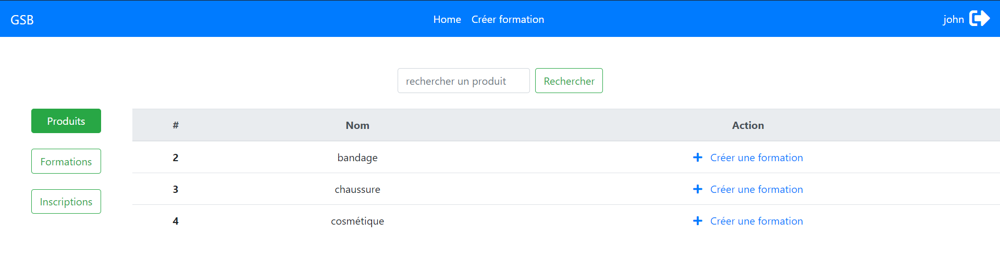 GSB Home Créer formation john
rechercher un produit Rechercher
Produits
Formations
Inscriptions
# Nom Action
2 bandage Créer une formation
3 chaussure Créer une formation
4 cosmétique Créer une formation